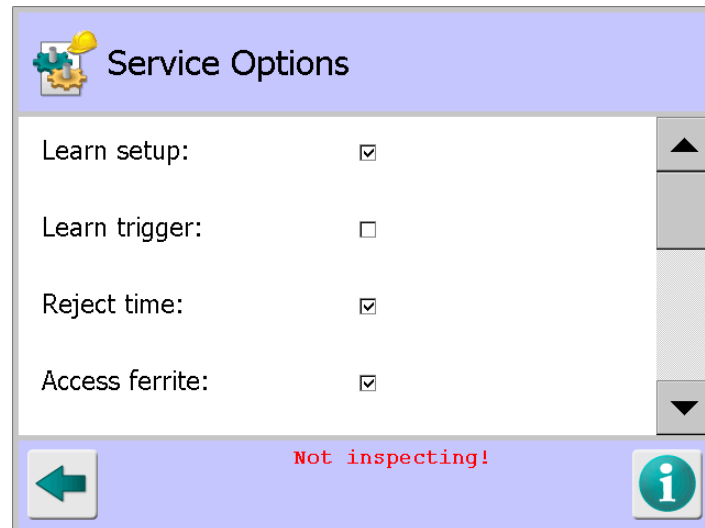 Service Options
Learn setup:
Learn trigger:
Reject time:
Access ferrite:
Not inspecting!